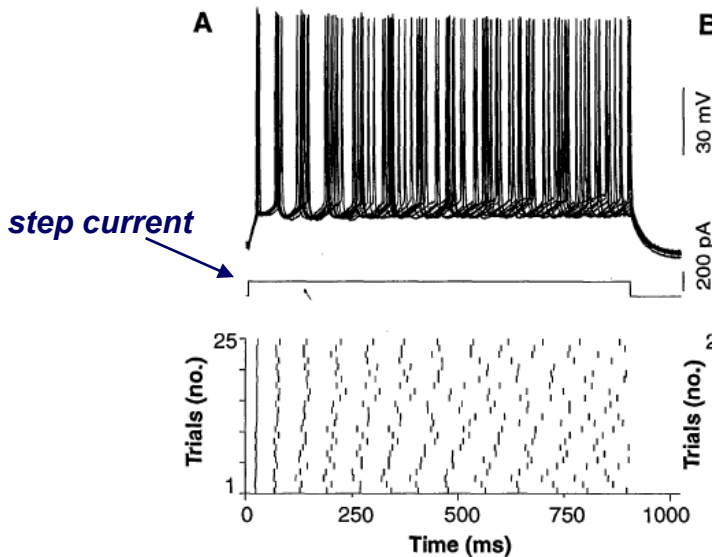 A
B
30 mV
step current
200 pA
25
2
Trials (no.)
Trials (no.)
1
0
250
500
750
1000
Time (ms)